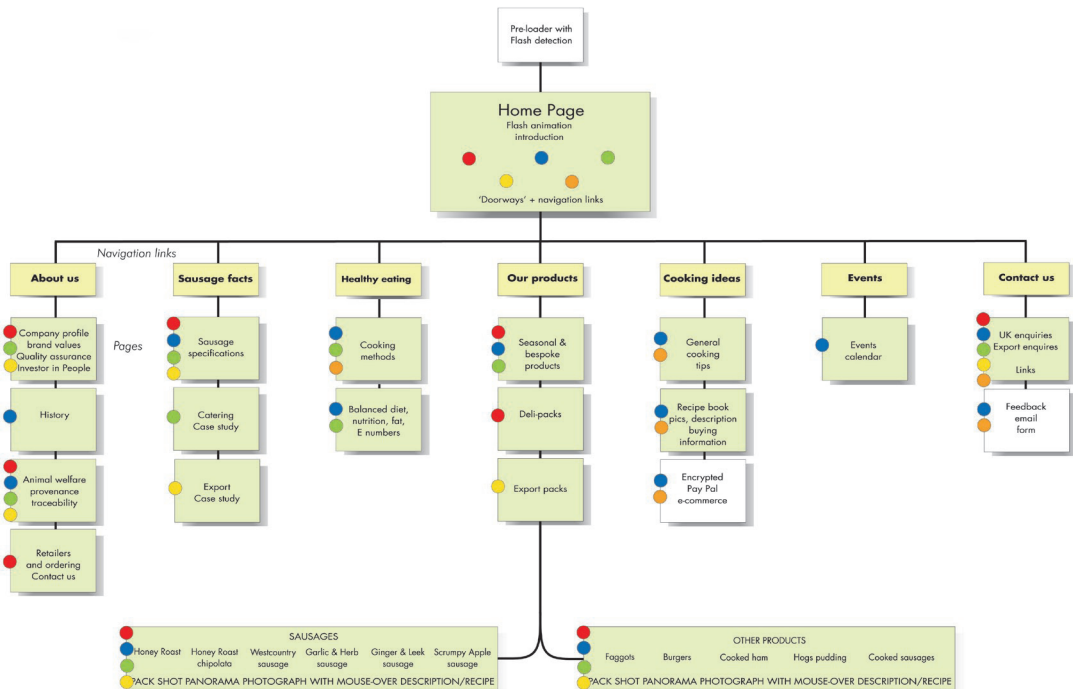 Pre-loader with
Flash detection
Home Page
Flash animation
introduction
'Doorways' + navigation links
Navigation links
About us
Sausage facts
Healthy eating
Our products
Cooking ideas
Events
Contact us
Pages
Company profile
brand values
Quality assurance
Investor in People
History
Animal welfare
provenance
traceability
Retailers
and ordering
Contact us
Sausage
specifications
Catering
Case study
Export
Case study
Cooking
methods
Balanced diet,
nutrition, fat,
E numbers
Seasonal &
bespoke
products
Deli-packs
Export packs
General
cooking
tips
Recipe book
pics, description
buying
information
Encrypted
Pay Pal
e-commerce
Events
calendar
UK enquiries
Export enquires
Links
Feedback
email
form
SAUSAGES
Honey Roast
Honey Roast
chipolata
Westcountry
sausage
Garlic & Herb
sausage
Ginger & Leek
sausage
Scrumpy Apple
sausage
PACK SHOT PANORAMA PHOTOGRAPH WITH MOUSE-OVER DESCRIPTION/RECIPE
OTHER PRODUCTS
Faggots
Burgers
Cooked ham
Hogs pudding
Cooked sausages
PACK SHOT PANORAMA PHOTOGRAPH WITH MOUSE-OVER DESCRIPTION/RECIPE